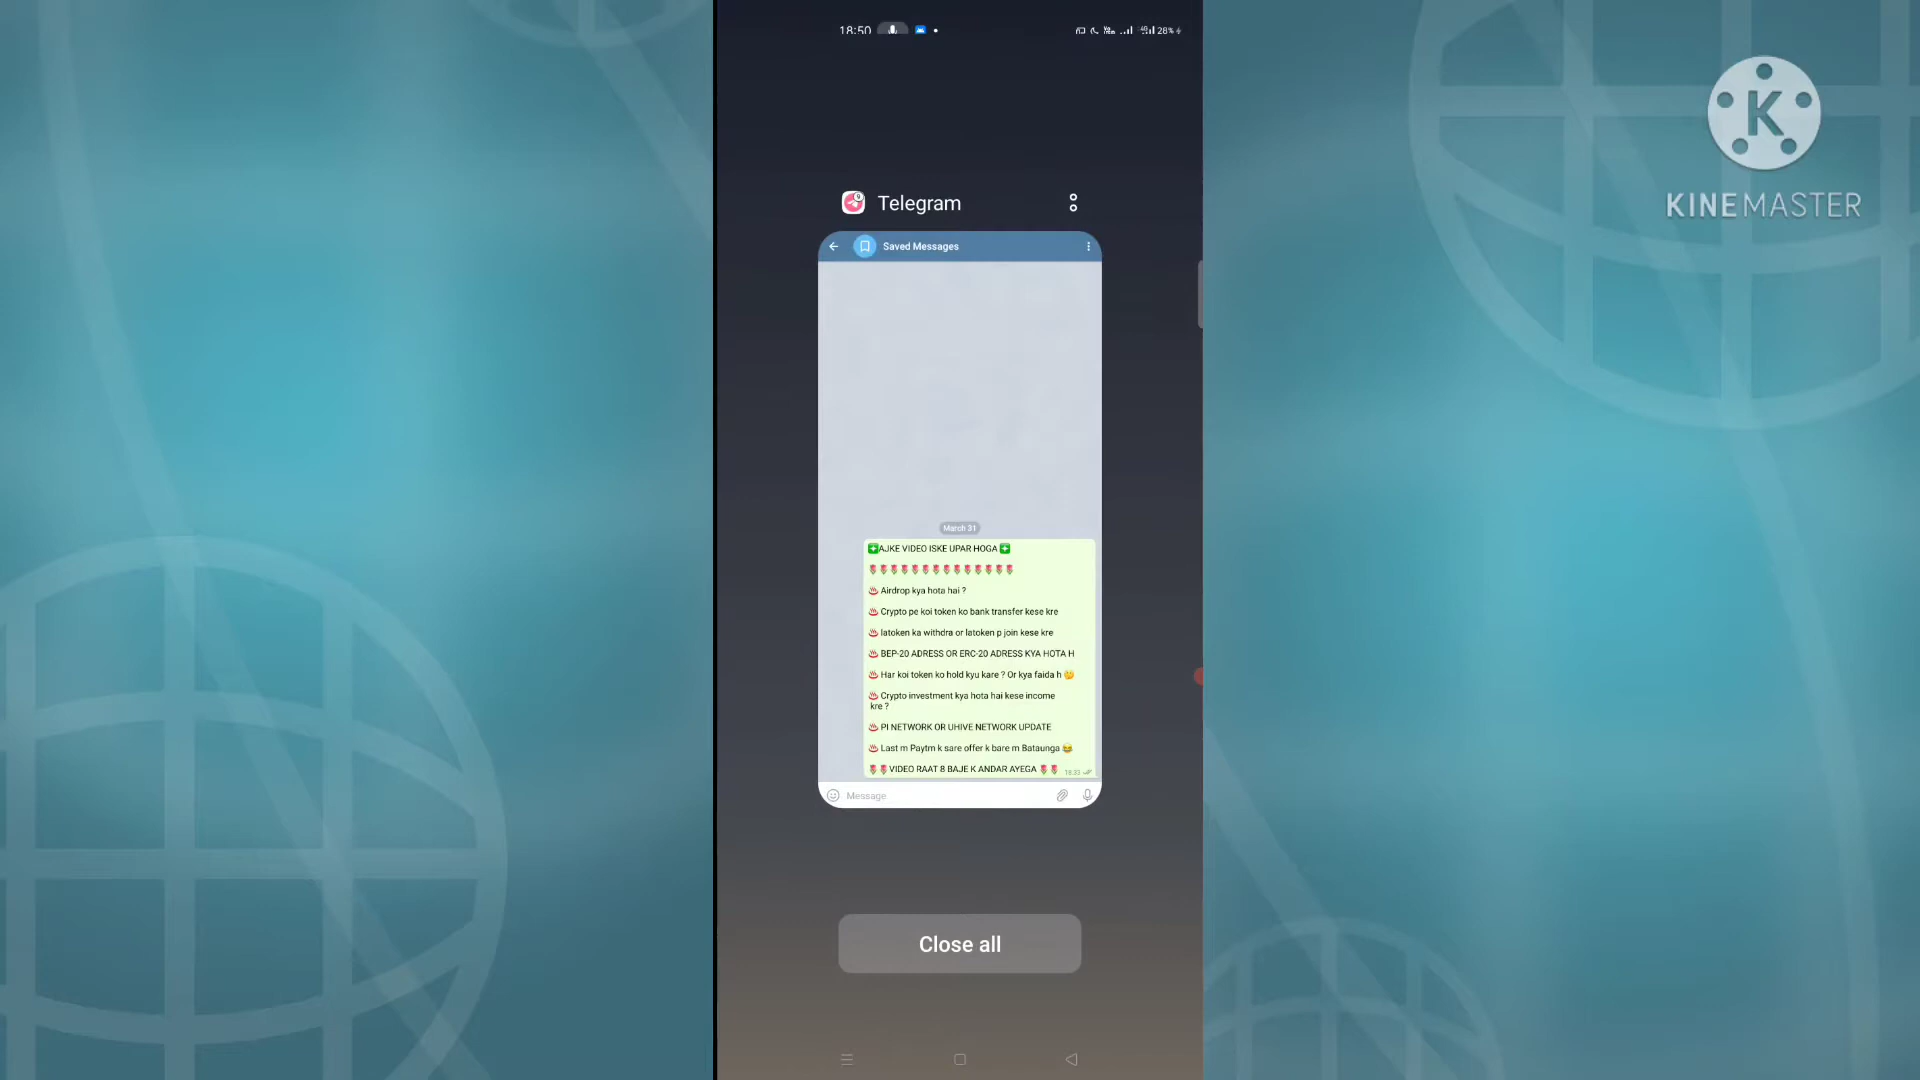 18:50
28%
KINEMASTER
Telegram
Saved Messages
March 31
AJKE VIDEO ISKE UPAR HOGA
Airdrop kya hota hai ?
Crypto pe koi token ko bank transfer kese kre
latoken ka withdra or latoken p join kese kre
BEP-20 ADRESS OR ERC-20 ADRESS KYA HOTA H
Har koi token ko hold kyu kare ? Or kya faida h
Crypto investment kya hota hai kese income
kre ?
PI NETWORK OR UHIVE NETWORK UPDATE
Last m Paytm k sare offer k bare m Bataunga
VIDEO RAAT 8 BAJE K ANDAR AYEGA
18:33
Message
Close all